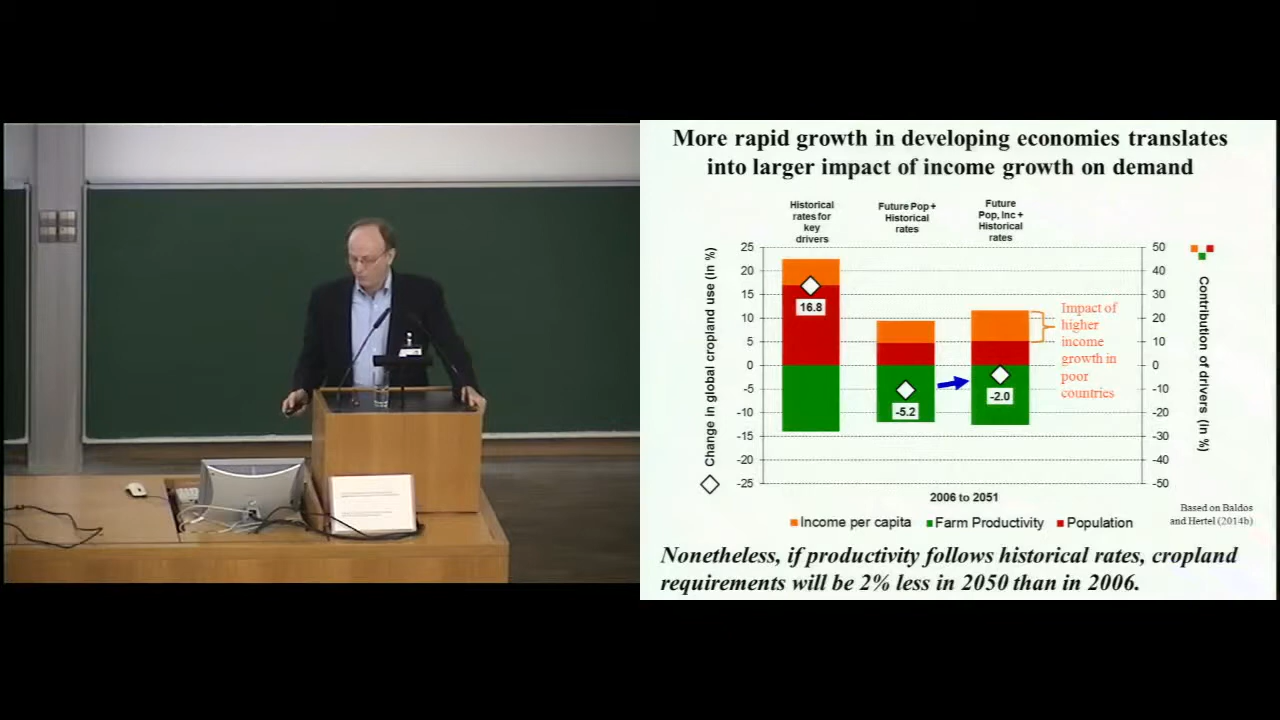 More rapid growth in developing economies translates
into larger impact of income growth on demand
Historical
rates for
key
drivers
Future Pop +
Historical
rates
Future
Pop, Inc +
Historical
rates
Change in global cropland use (in %)
25
20
15
10
5
0
-5
-10
-15
-20
-25
16.8
-5.2
-2.0
Impact of
higher
income
growth in
poor
countries
50
40
30
20
10
0
-10
-20
-30
-40
-50
Contribution of drivers (in %)
2006 to 2051
Income per capita
Farm Productivity
Population
Based on Baldos
and Hertel (2014b)
Nonetheless, if productivity follows historical rates, cropland
requirements will be 2% less in 2050 than in 2006.